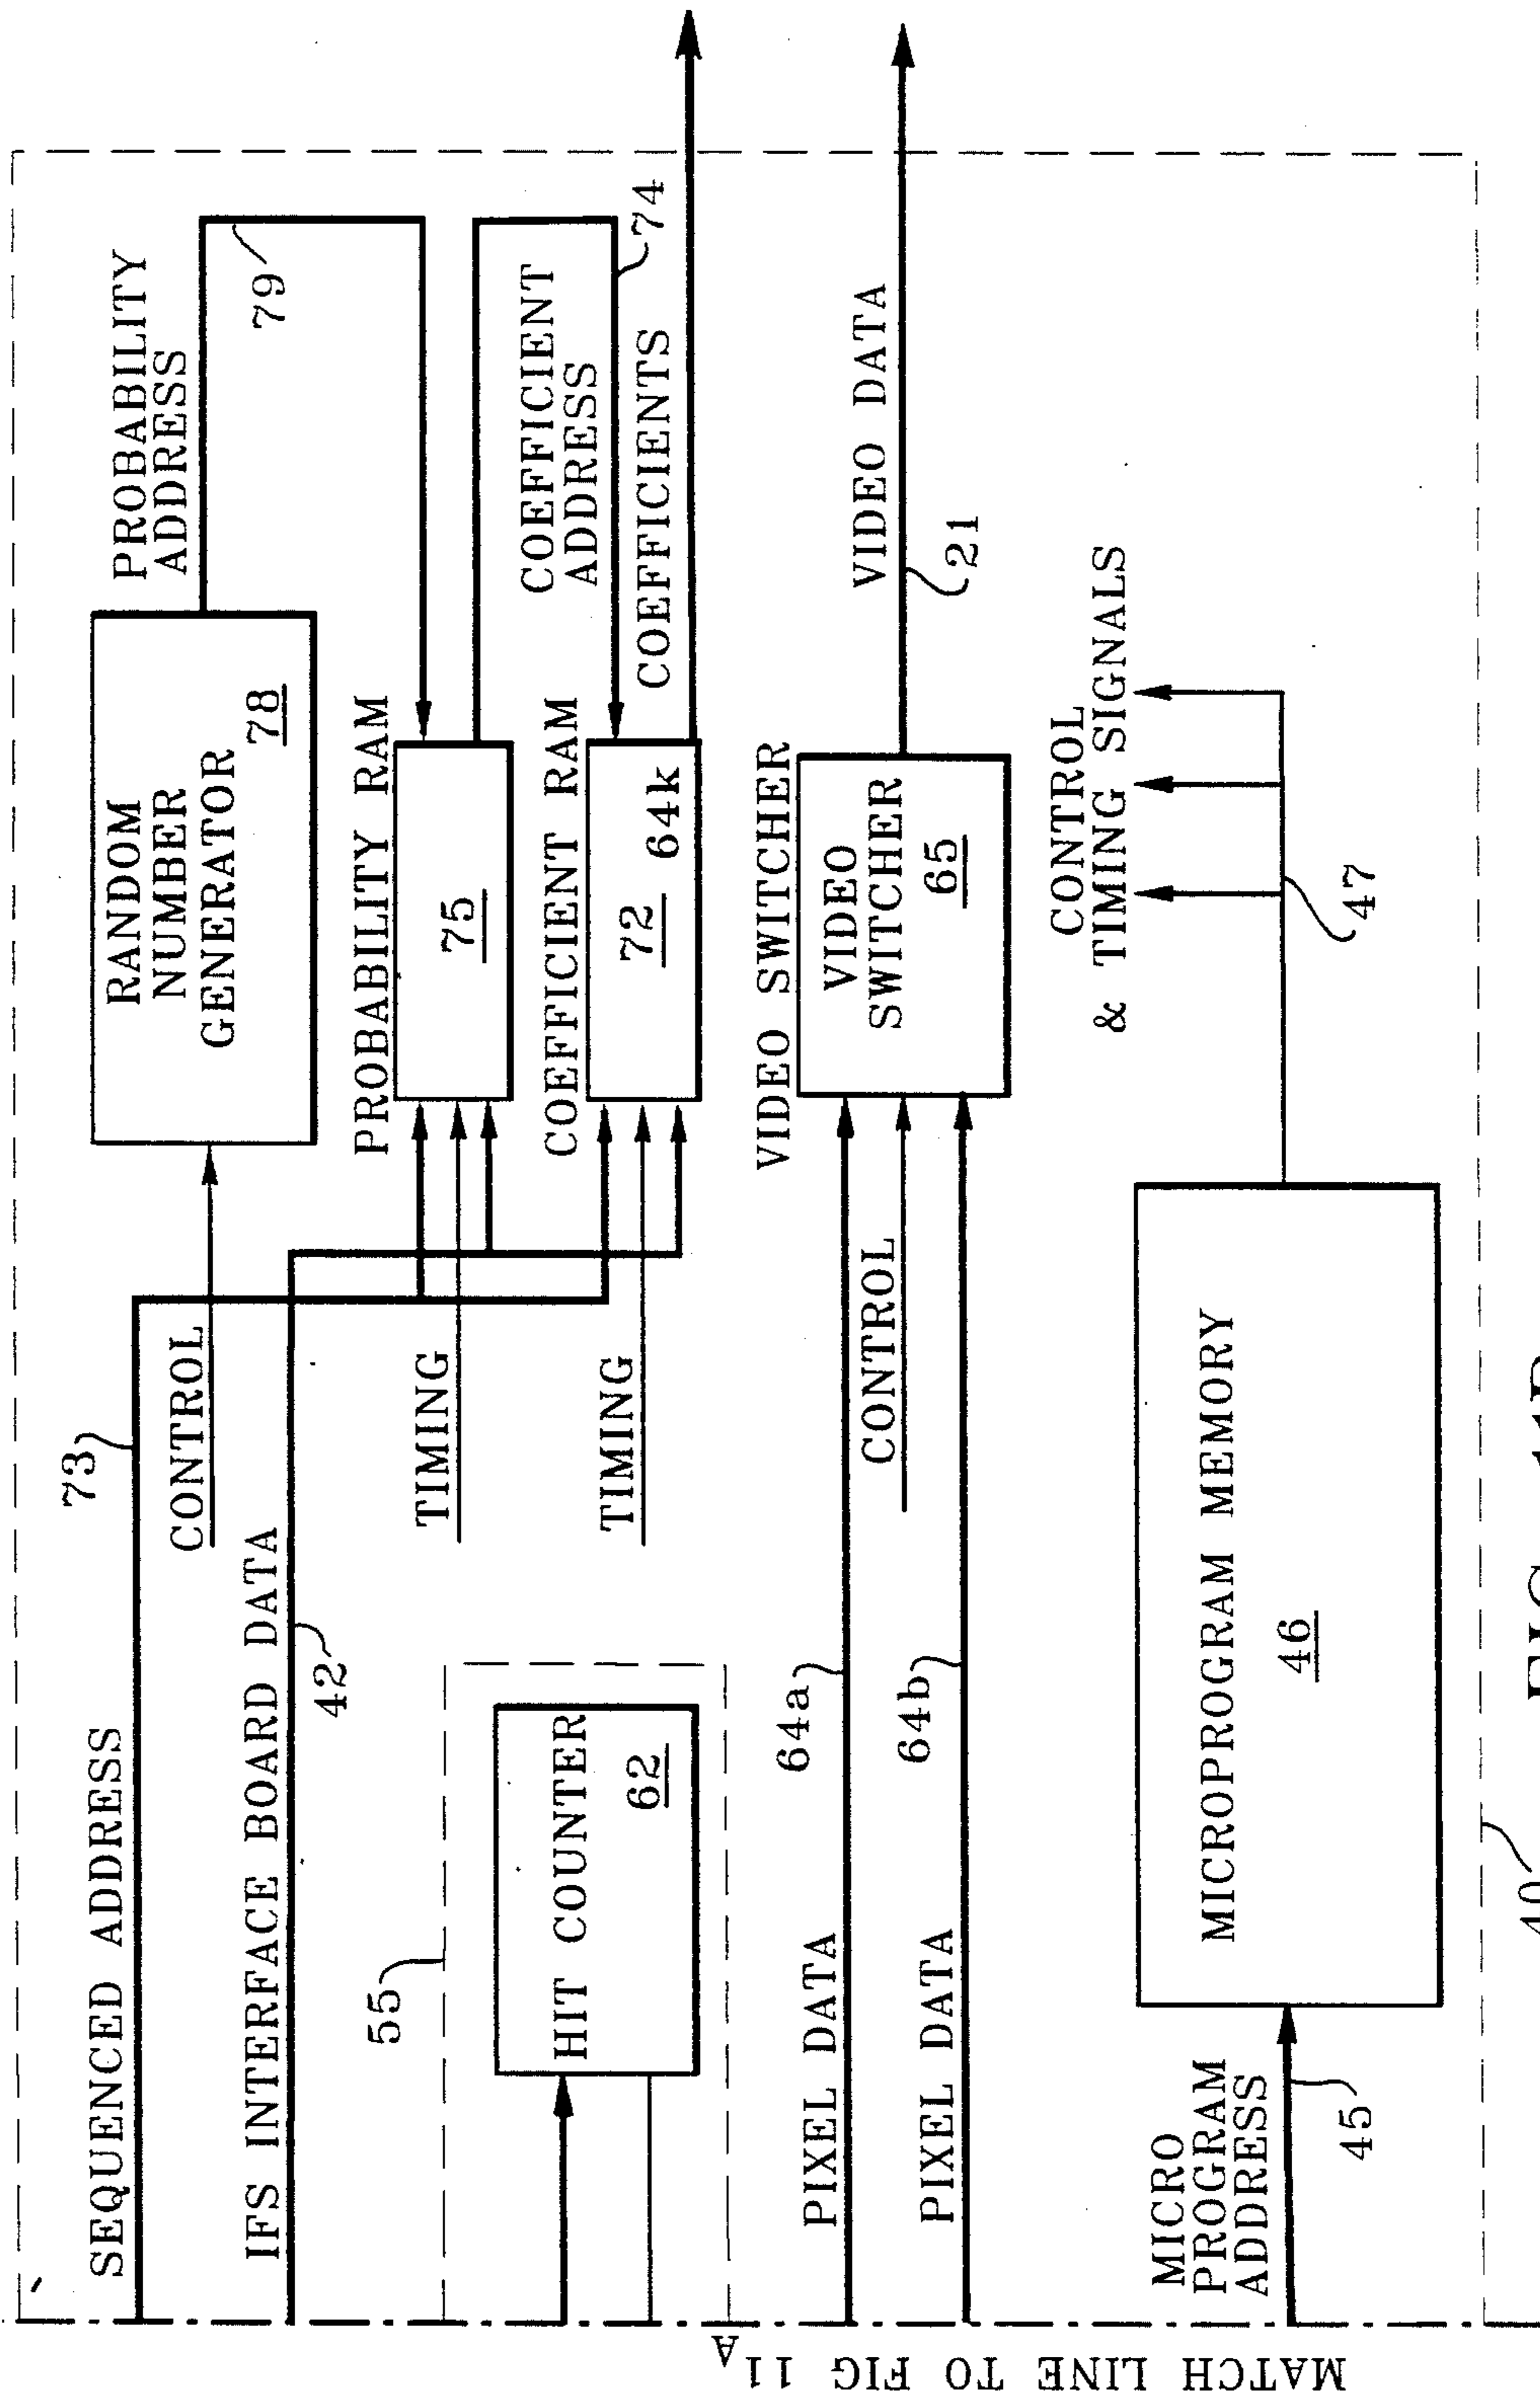 SEQUENCED ADDRESS
73
CONTROL
IFS INTERFACE BOARD DATA
42
RANDOM
NUMBER
GENERATOR
78
PROBABILITY
ADDRESS
79
PROBABILITY RAM
75
TIMING
COEFFICIENT
ADDRESS
74
COEFFICIENT RAM
72
64k
TIMING
COEFFICIENTS
55
HIT COUNTER
62
VIDEO SWITCHER
VIDEO
SWITCHER
65
VIDEO DATA
21
PIXEL DATA
64a
CONTROL
PIXEL DATA
64b
CONTROL
& TIMING SIGNALS
47
MICRO
PROGRAM
ADDRESS
45
MICROPROGRAM MEMORY
46
MATCH LINE TO FIG 11A